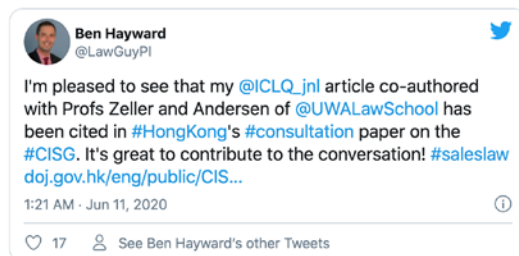 Ben Hayward
@LawGuyPI
I'm pleased to see that my @ICLQ_jnl article co-authored
with Profs Zeller and Andersen of @UWALawSchool has
been cited in #HongKong's #consultation paper on the
#CISG. It's great to contribute to the conversation! #saleslaw
doj.gov.hk/eng/public/CIS...
1:21 AM · Jun 11, 2020
17 See Ben Hayward's other Tweets